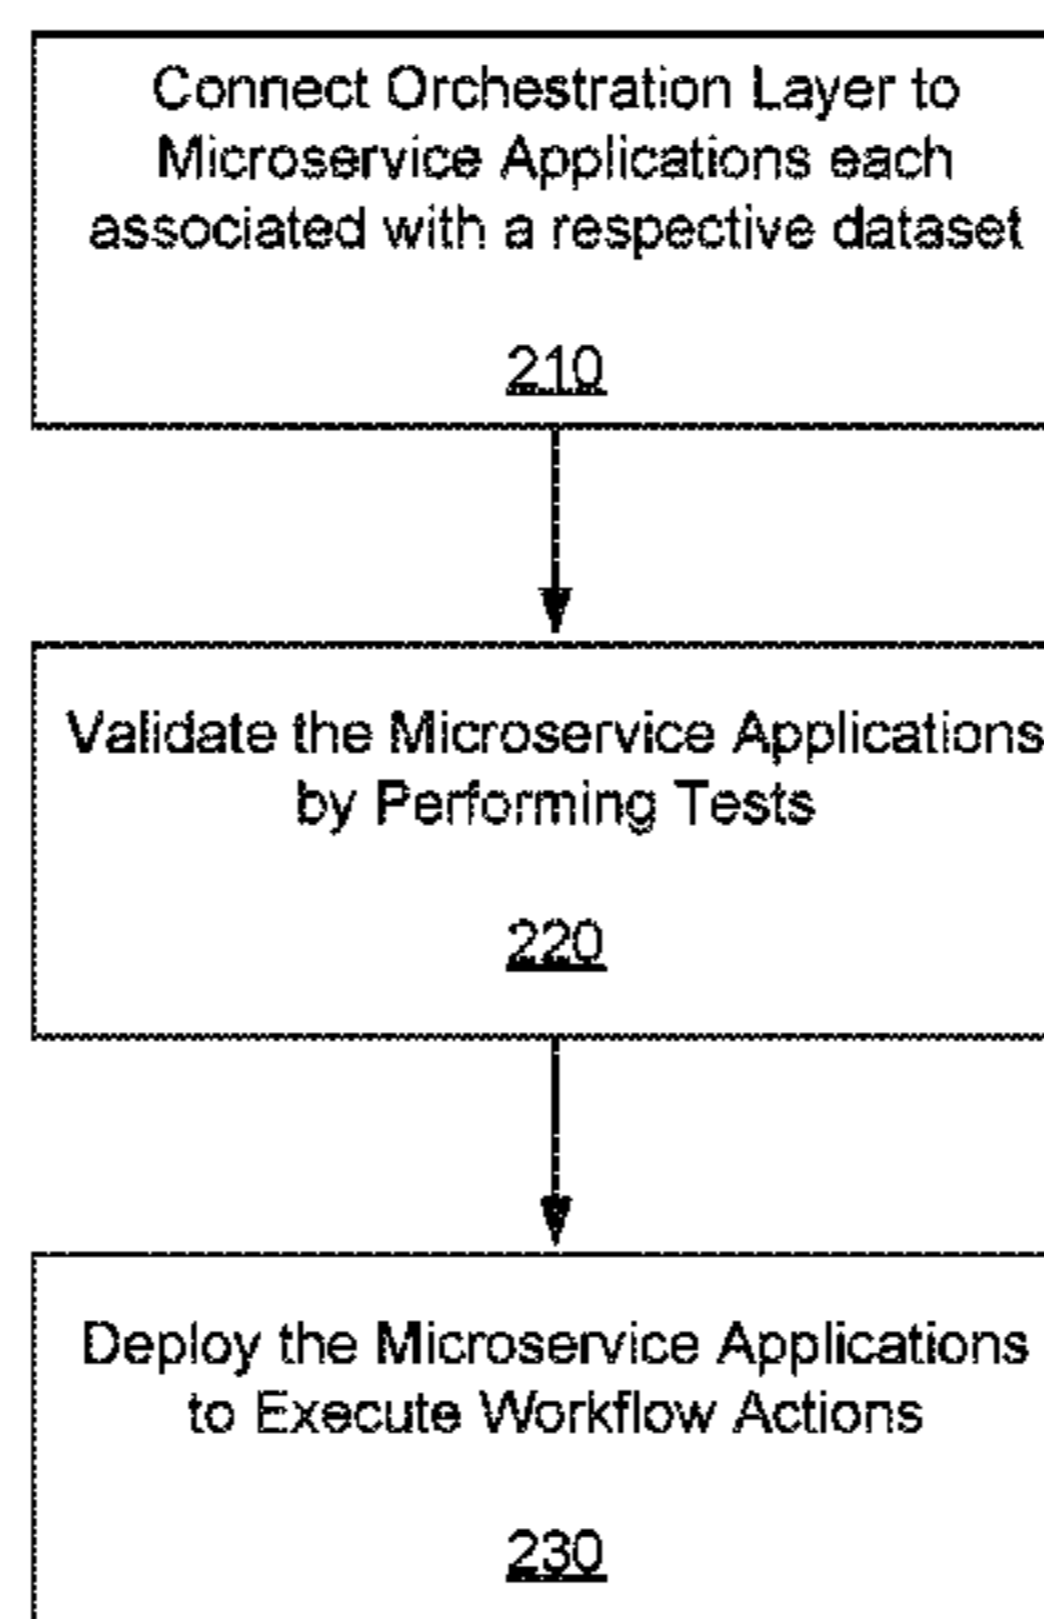 Connect Orchestration Layer to
Microservice Applications each
associated with a respective dataset
210
Validate the Microservice Applications
by Performing Tests
220
Deploy the Microservice Applications
to Execute Workflow Actions
230